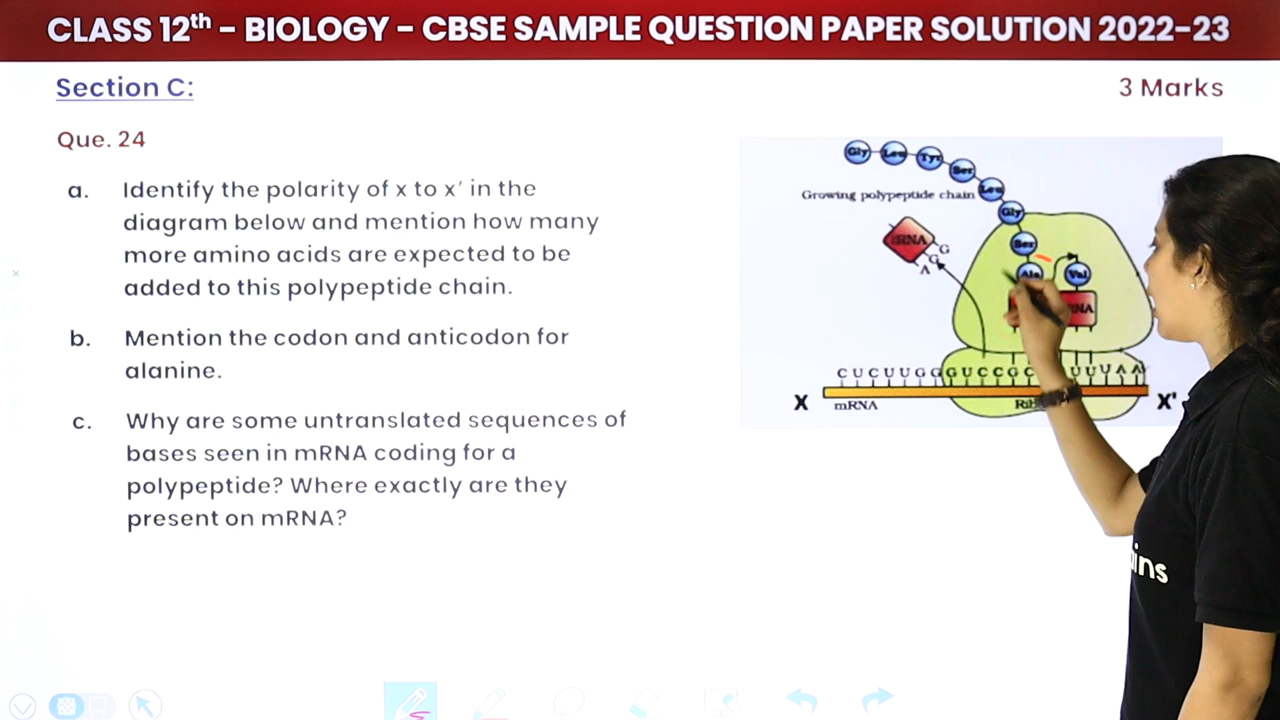 CLASS 12th – BIOLOGY – CBSE SAMPLE QUESTION PAPER SOLUTION 2022–23
Section C:
3 Marks
Que. 24
a. Identify the polarity of x to x′ in the
diagram below and mention how many
more amino acids are expected to be
added to this polypeptide chain.
b. Mention the codon and anticodon for
alanine.
c. Why are some untranslated sequences of
bases seen in mRNA coding for a
polypeptide? Where exactly are they
present on mRNA?
Gly Leu Tyr Ser Leu Gly Ser Ala Val
Growing polypeptide chain
tRNA
G
G
A
CUCUUGGGUCCGC UUUAA
X mRNA X'
ins